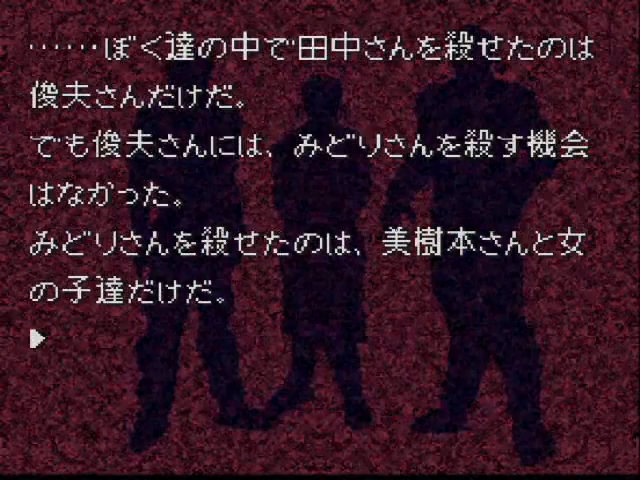 ……ぼく達の中で田中さんを殺せたのは
俊夫さんだけだ。
でも俊夫さんには、みどりさんを殺す機会
はなかった。
みどりさんを殺せたのは、美樹本さんと女
の子達だけだ。